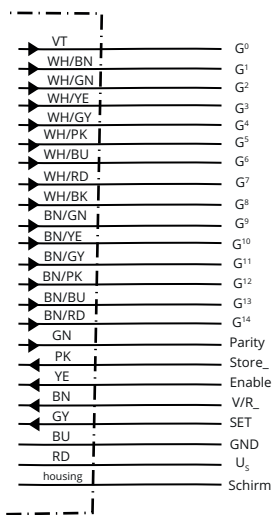 VT G⁰
WH/BN G¹
WH/GN G²
WH/YE G³
WH/GY G⁴
WH/PK G⁵
WH/BU G⁶
WH/RD G⁷
WH/BK G⁸
BN/GN G⁹
BN/YE G¹⁰
BN/GY G¹¹
BN/PK G¹²
BN/BU G¹³
BN/RD G¹⁴
GN Parity
PK Store_
YE Enable
BN V/R_
GY SET
BU GND
RD Uₛ
housing Schirm